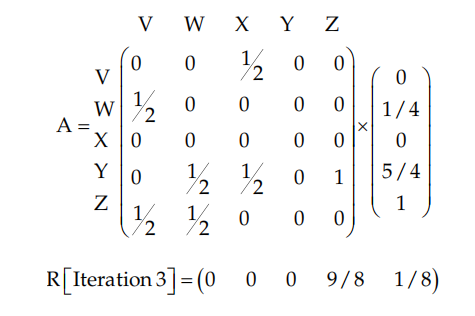 V W X Y Z
V 0 0 1/2 0 0 0
W 1/2 0 0 0 0 1/4
A = X 0 0 0 0 0 × 0
Y 0 1/2 1/2 0 1 5/4
Z 1/2 1/2 0 0 0 1
R[Iteration 3] = (0 0 0 9/8 1/8)